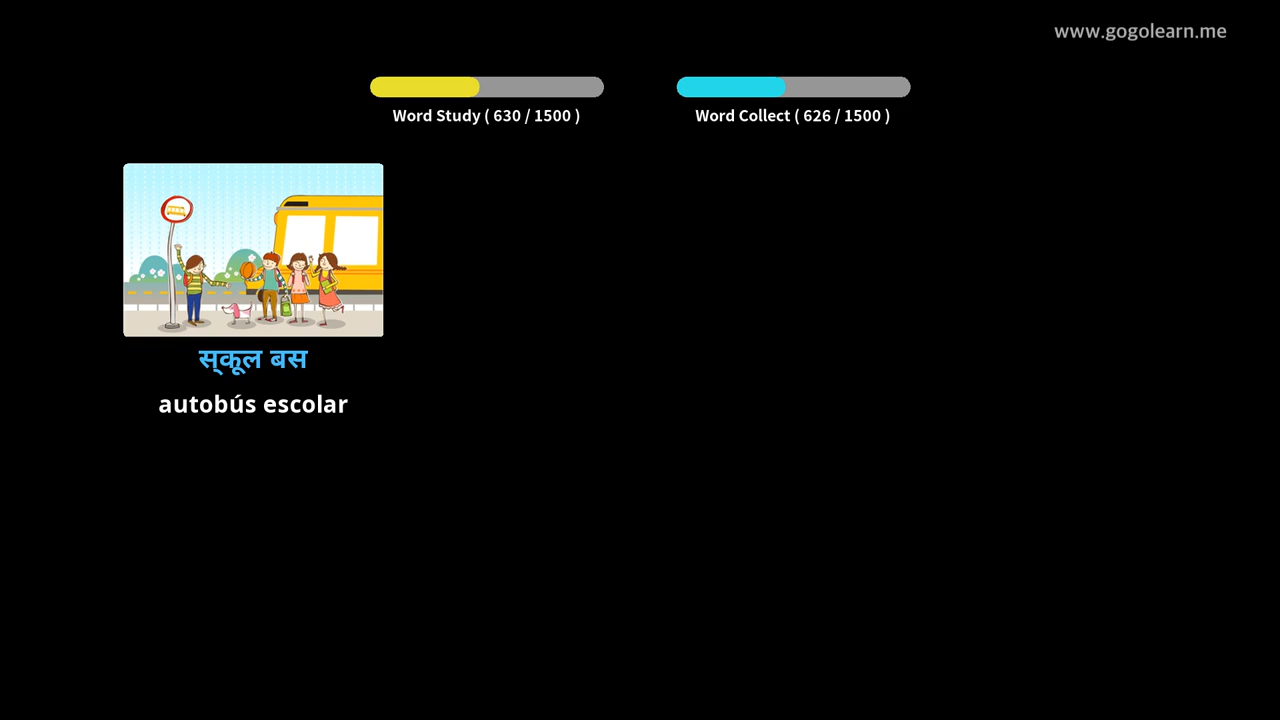 www.gogolearn.me
Word Study ( 630 / 1500 )
Word Collect ( 626 / 1500 )
स्कूल बस
autobús escolar